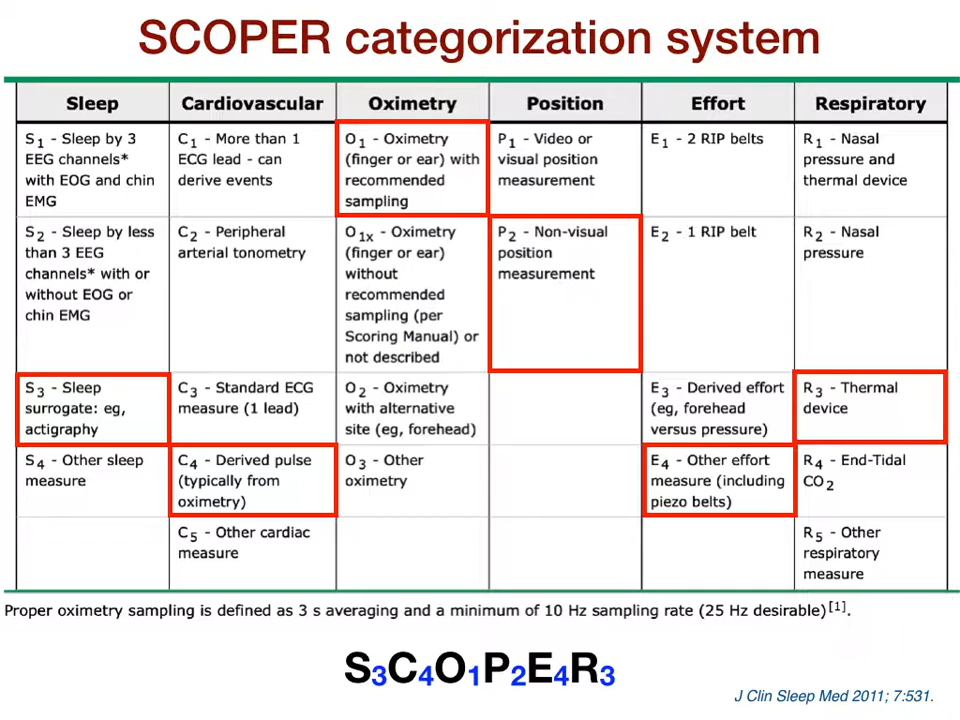 SCOPER categorization system
Sleep
Cardiovascular
Oximetry
Position
Effort
Respiratory
S1 - Sleep by 3
EEG channels*
with EOG and chin
EMG
C1 - More than 1
ECG lead - can
derive events
O1 - Oximetry
(finger or ear) with
recommended
sampling
P1 - Video or
visual position
measurement
E1 - 2 RIP belts
R1 - Nasal
pressure and
thermal device
S2 - Sleep by less
than 3 EEG
channels* with or
without EOG or
chin EMG
C2 - Peripheral
arterial tonometry
O1x - Oximetry
(finger or ear)
without
recommended
sampling (per
Scoring Manual) or
not described
P2 - Non-visual
position
measurement
E2 - 1 RIP belt
R2 - Nasal
pressure
S3 - Sleep
surrogate: eg,
actigraphy
C3 - Standard ECG
measure (1 lead)
O2 - Oximetry
with alternative
site (eg, forehead)
E3 - Derived effort
(eg, forehead
versus pressure)
R3 - Thermal
device
S4 - Other sleep
measure
C4 - Derived pulse
(typically from
oximetry)
O3 - Other
oximetry
E4 - Other effort
measure (including
piezo belts)
R4 - End-Tidal
CO2
C5 - Other cardiac
measure
R5 - Other
respiratory
measure
Proper oximetry sampling is defined as 3 s averaging and a minimum of 10 Hz sampling rate (25 Hz desirable)[1].
S3C4O1P2E4R3
J Clin Sleep Med 2011; 7:531.